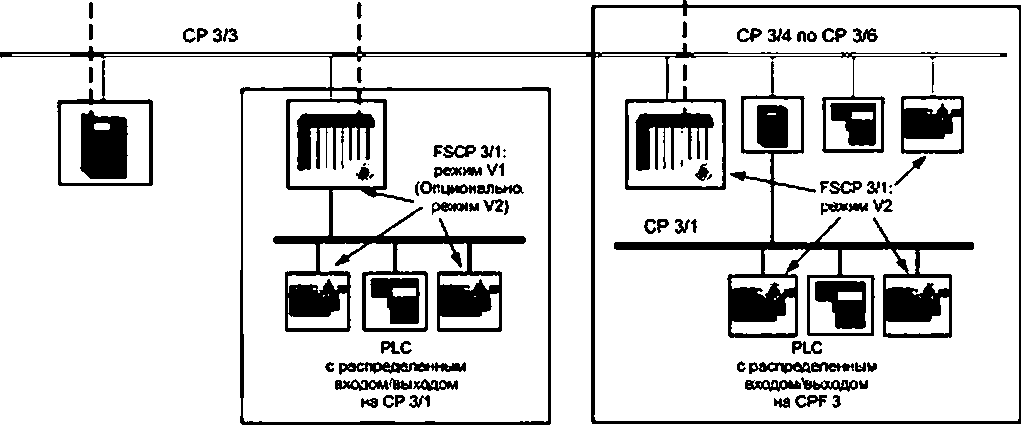 CP 3/3
CP 3/4 по CP 3/6
FSCP 3/1:
режим V1
(Опционально.
режим V2)
FSCP 3/1:
режим V2
CP 3/1
PLC
с распределенным
входом/выходом
на CP 3/1
PLC
с распределенным
входом/выходом
на CPF 3